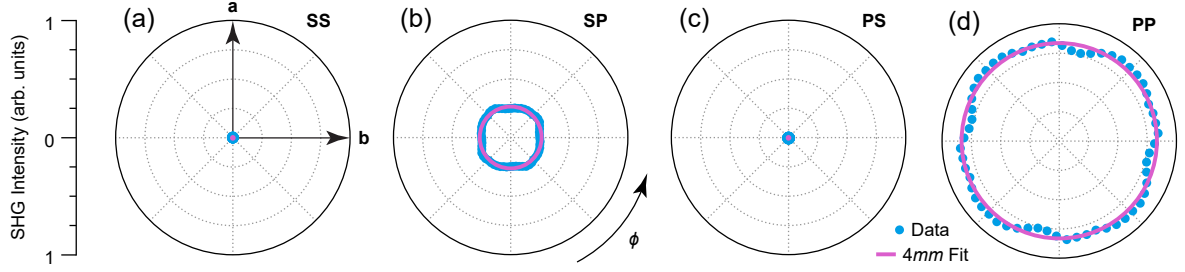 SHG Intensity (arb. units)
1
0
1
(a)
SS
a
b
(b)
SP
ϕ
(c)
PS
(d)
PP
Data
4mm Fit